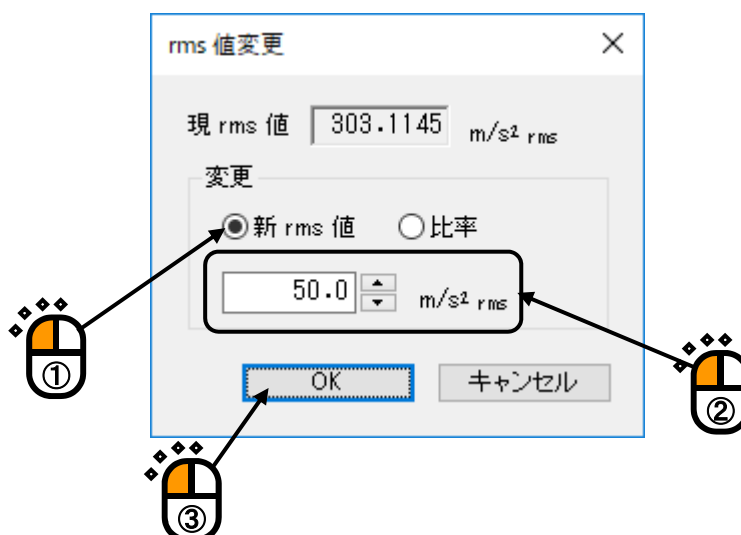 rms 値変更
現 rms 値 303.1145 m/s² rms
変更
新 rms 値 比率
50.0 m/s² rms
①
②
OK キャンセル
③